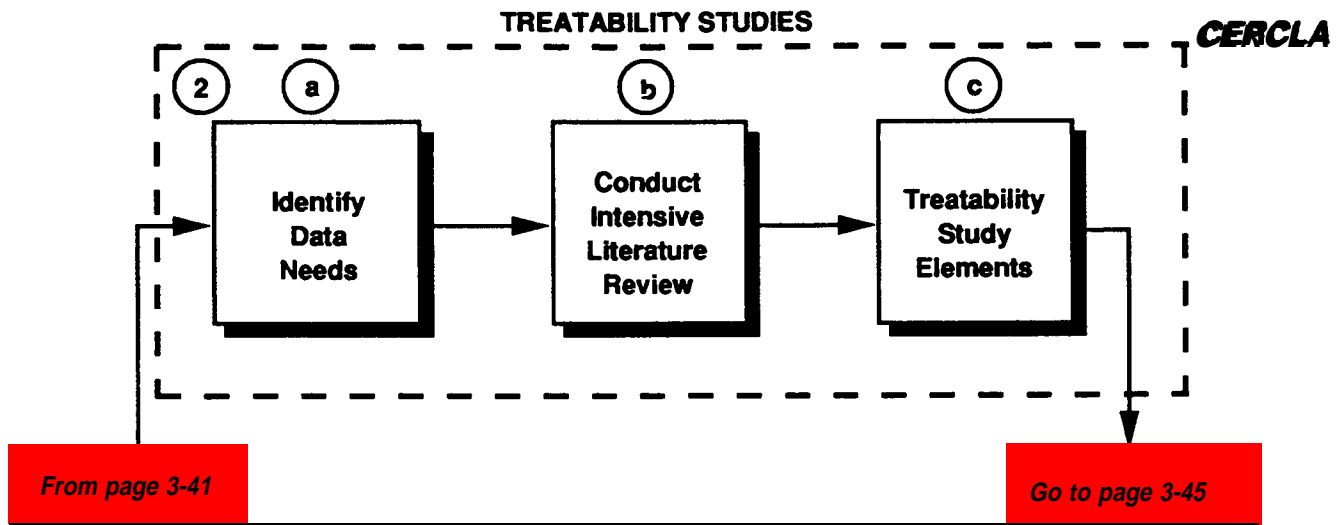 TREATABILITY STUDIES
CERCLA
2
a
b
c
Identify
Data
Needs
Conduct
Intensive
Literature
Review
Treatability
Study
Elements
From page 3-41
Go to page 3-45